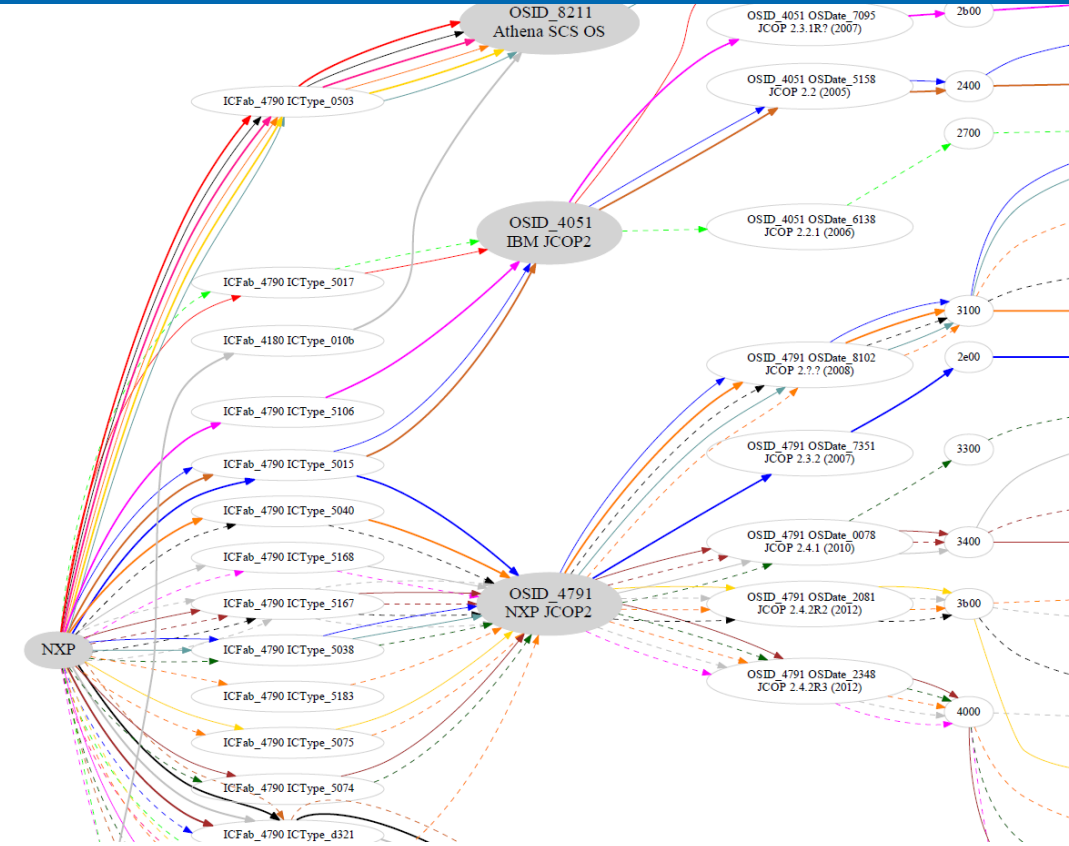 OSID_8211
Athena SCS OS
OSID_4051 OSDate_7095
JCOP 2.3.1R? (2007)
2b00
OSID_4051 OSDate_5158
JCOP 2.2 (2005)
2400
ICFab_4790 ICType_0503
2700
OSID_4051
IBM JCOP2
OSID_4051 OSDate_6138
JCOP 2.2.1 (2006)
ICFab_4790 ICType_5017
3100
ICFab_4180 ICType_010b
OSID_4791 OSDate_8102
JCOP 2.?.? (2008)
2e00
ICFab_4790 ICType_5106
OSID_4791 OSDate_7351
JCOP 2.3.2 (2007)
3300
ICFab_4790 ICType_5015
ICFab_4790 ICType_5040
OSID_4791 OSDate_0078
JCOP 2.4.1 (2010)
3400
ICFab_4790 ICType_5168
OSID_4791
NXP JCOP2
OSID_4791 OSDate_2081
JCOP 2.4.2R2 (2012)
3b00
ICFab_4790 ICType_5167
NXP
ICFab_4790 ICType_5038
OSID_4791 OSDate_2348
JCOP 2.4.2R3 (2012)
ICFab_4790 ICType_5183
4000
ICFab_4790 ICType_5075
ICFab_4790 ICType_5074
ICFab_4790 ICType_d321